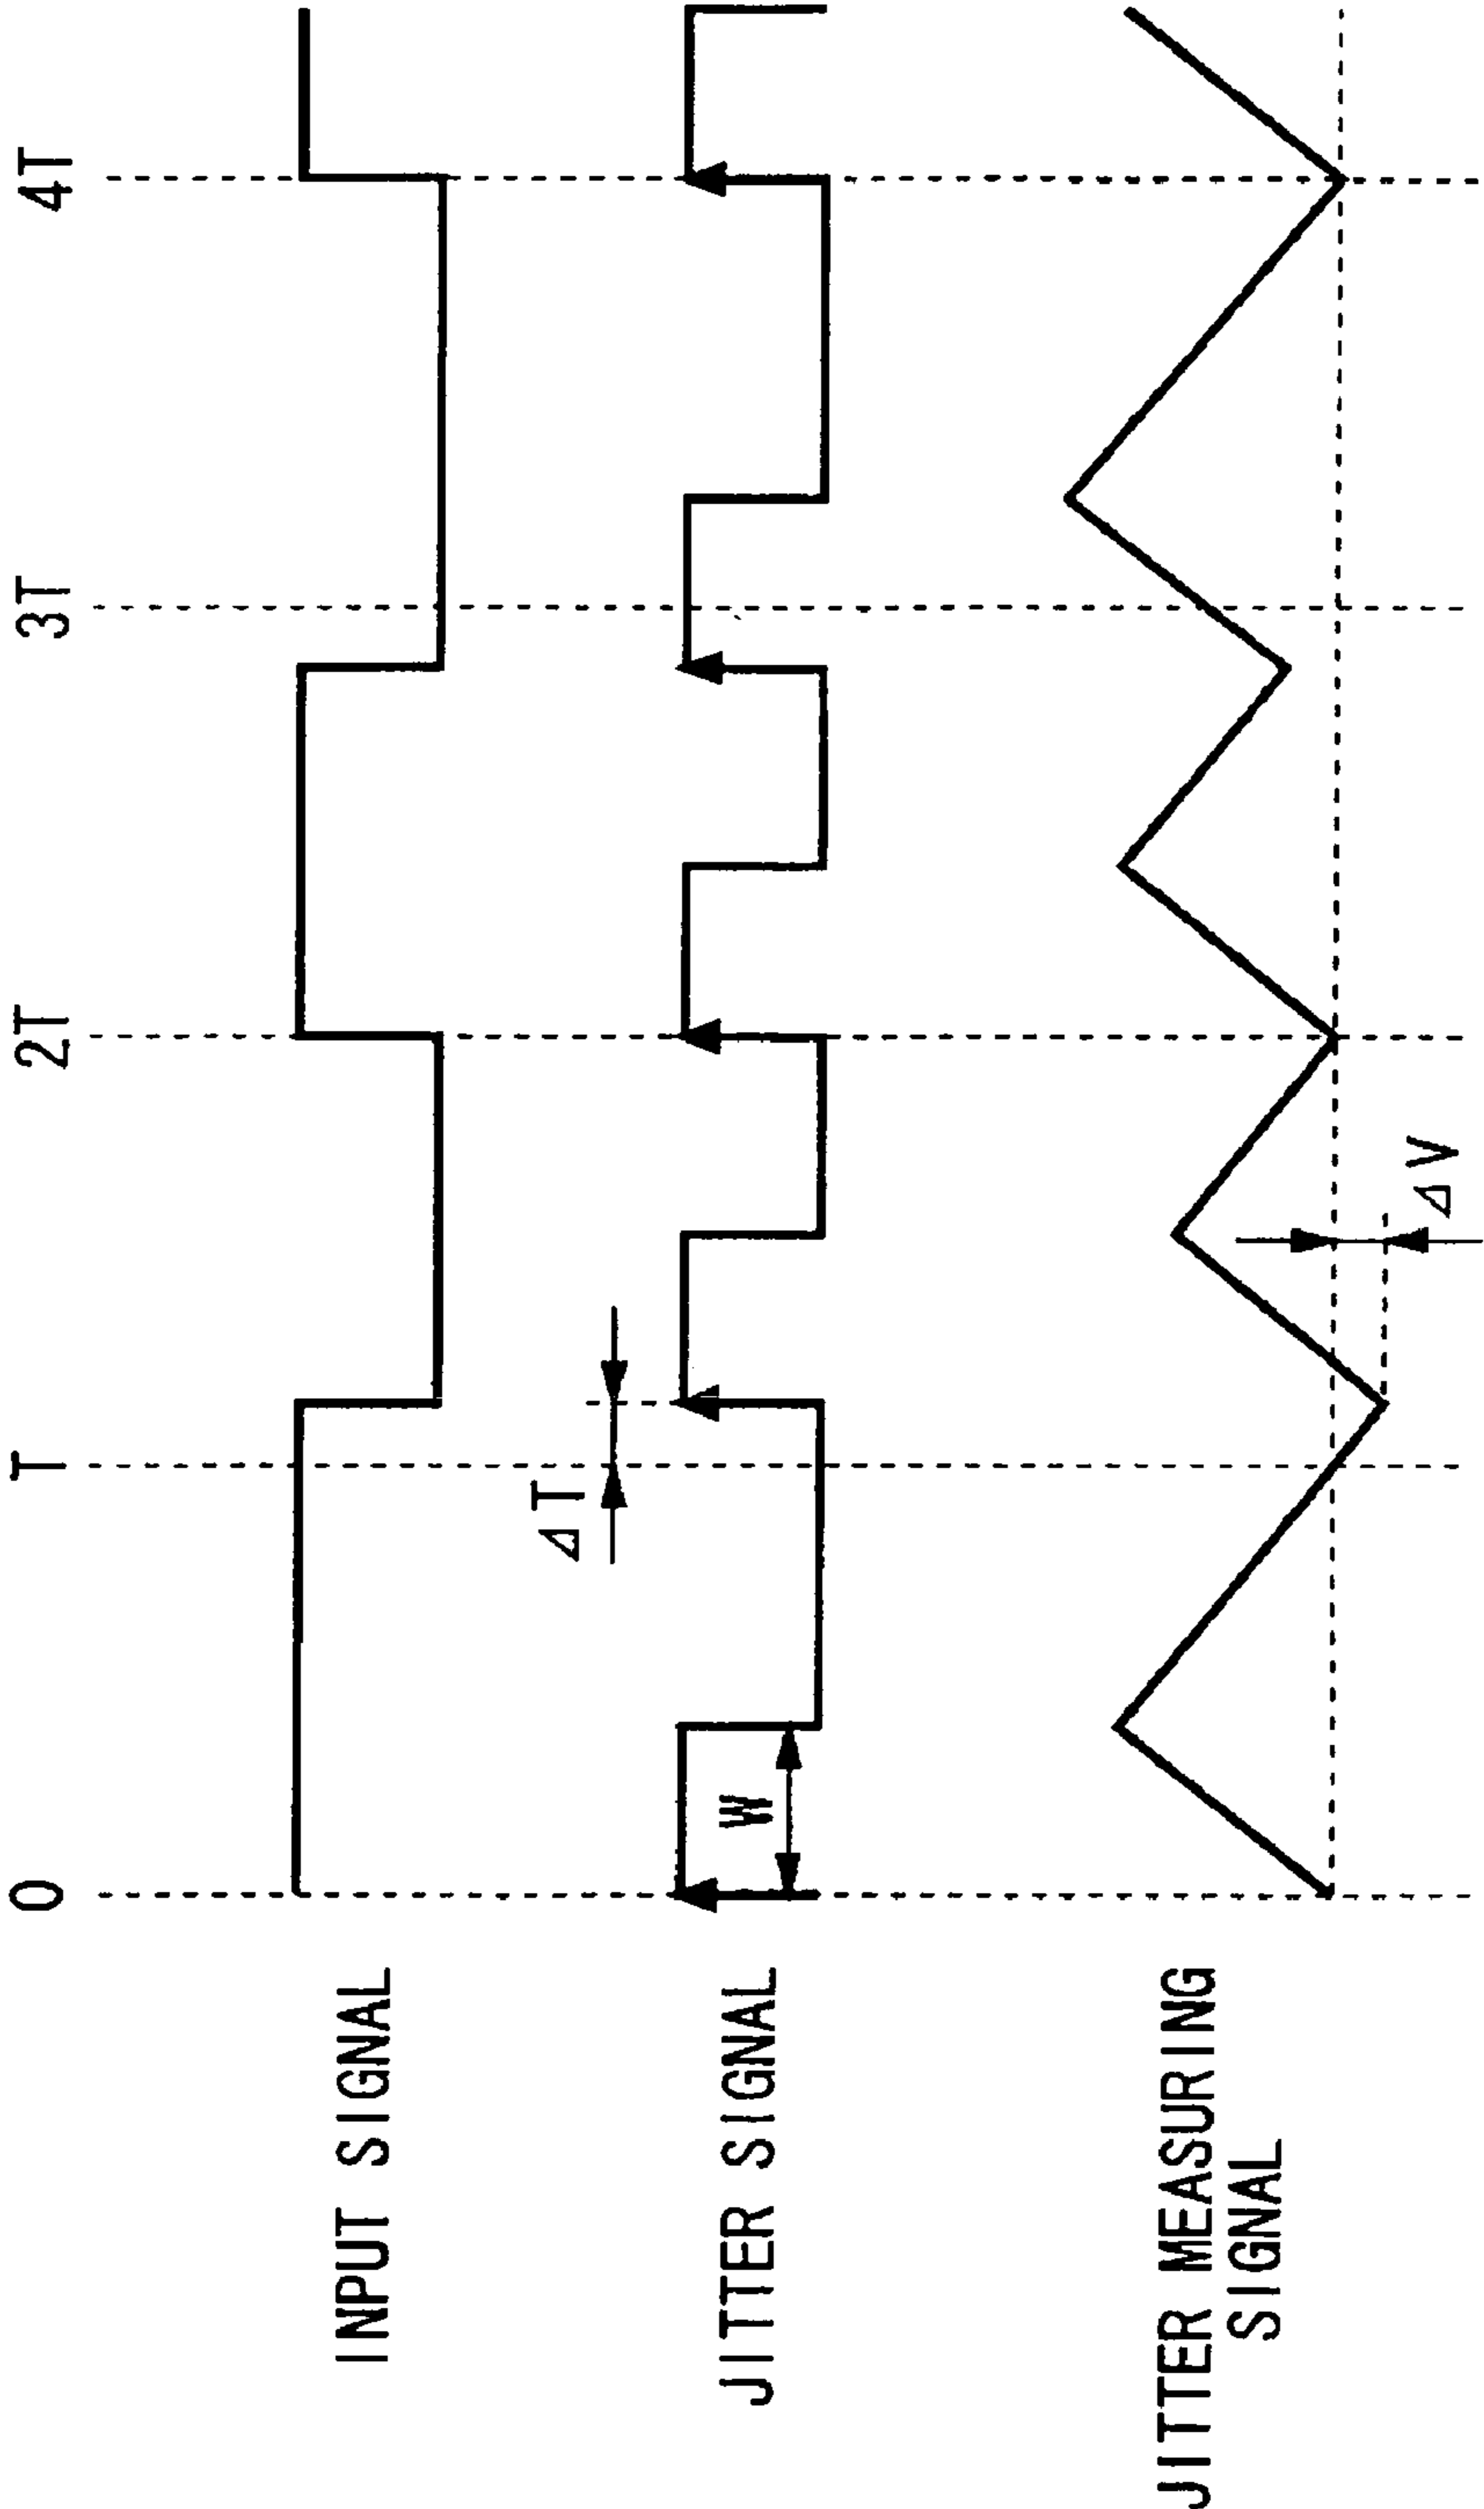 0 T 2T 3T 4T
INPUT SIGNAL
ΔT
JITTER SIGNAL
W
JITTER MEASURING
SIGNAL
ΔV